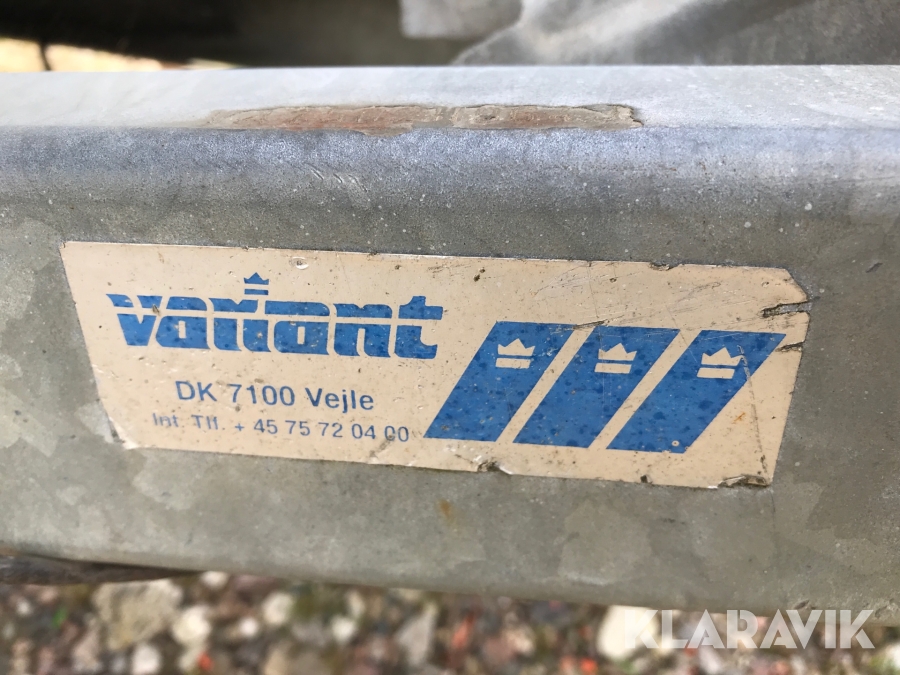 variant
DK 7100 Vejle
Int. Tlf. + 45 75 72 04 00
KLARAVIK